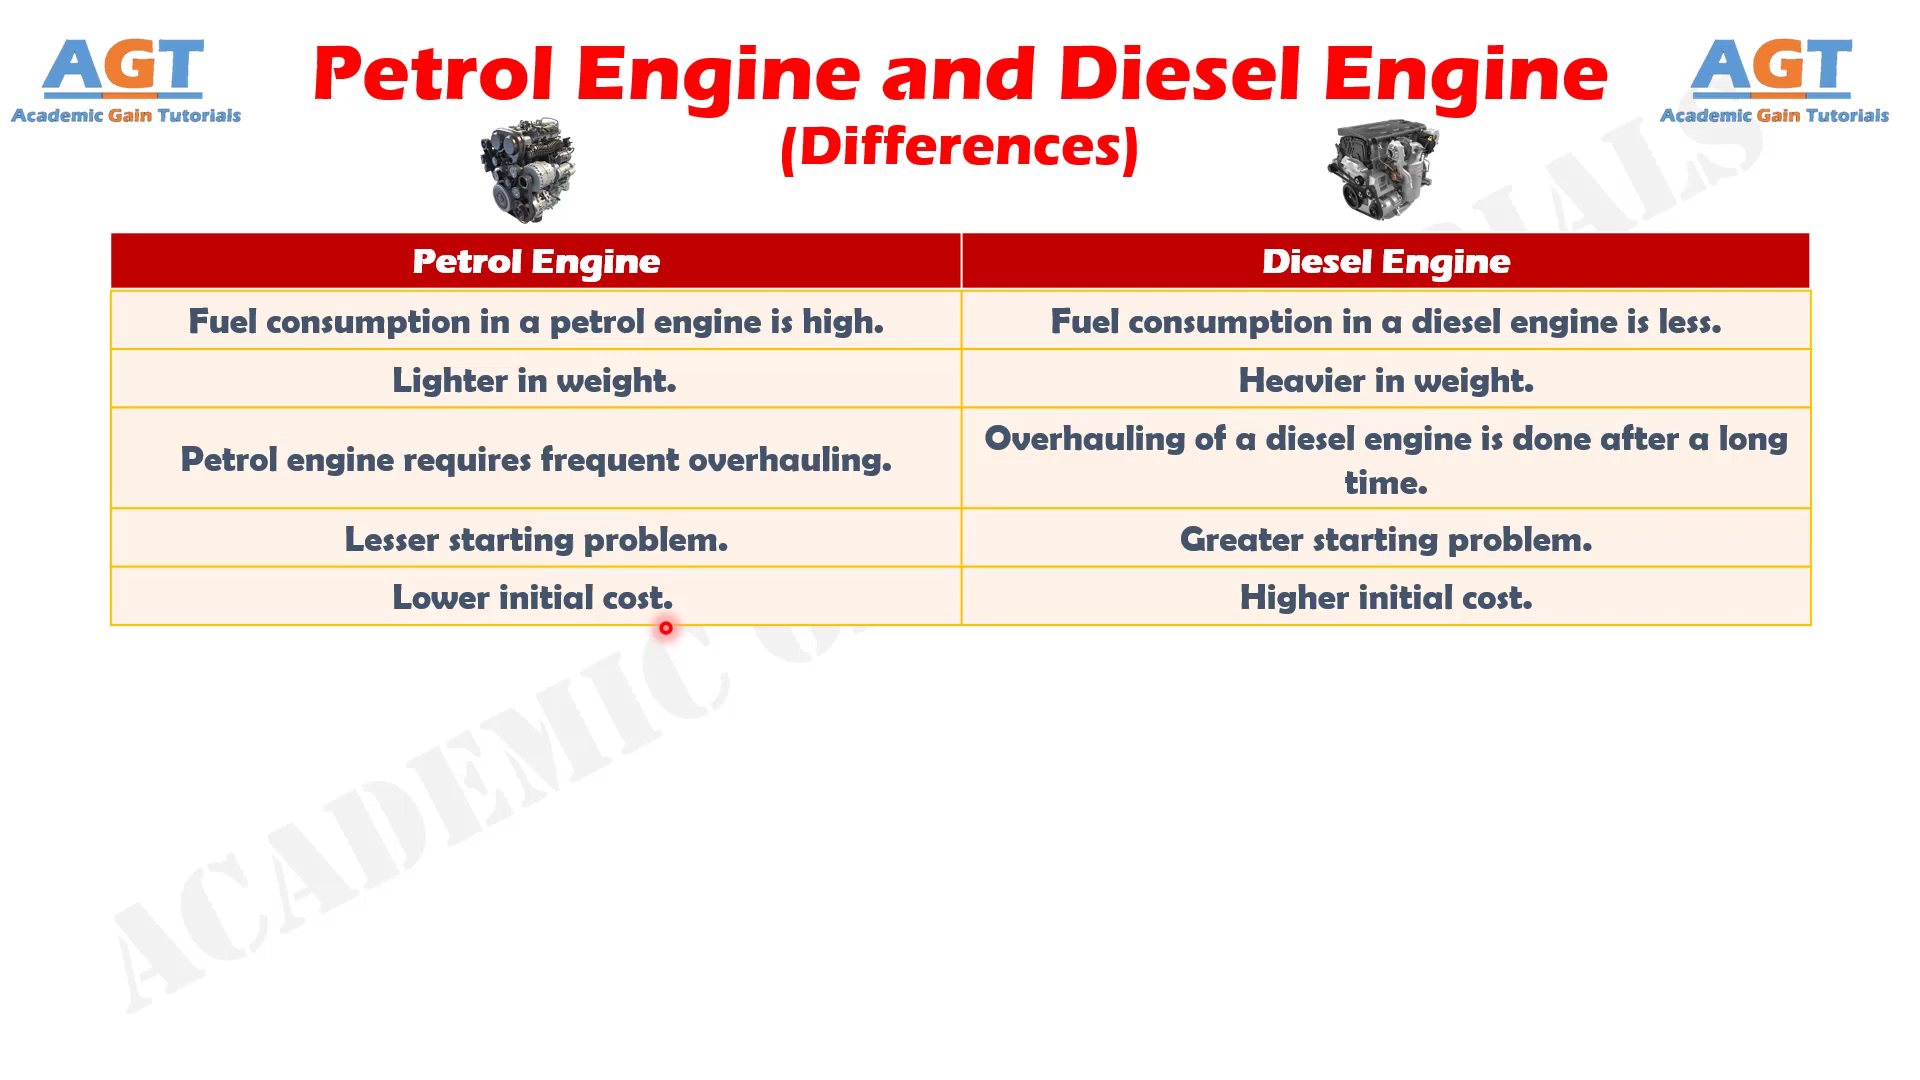 AGT
Academic Gain Tutorials
Petrol Engine and Diesel Engine
(Differences)
AGT
Academic Gain Tutorials
Petrol Engine
Diesel Engine
Fuel consumption in a petrol engine is high.
Fuel consumption in a diesel engine is less.
Lighter in weight.
Heavier in weight.
Petrol engine requires frequent overhauling.
Overhauling of a diesel engine is done after a long
time.
Lesser starting problem.
Greater starting problem.
Lower initial cost.
Higher initial cost.
ACADEMIC